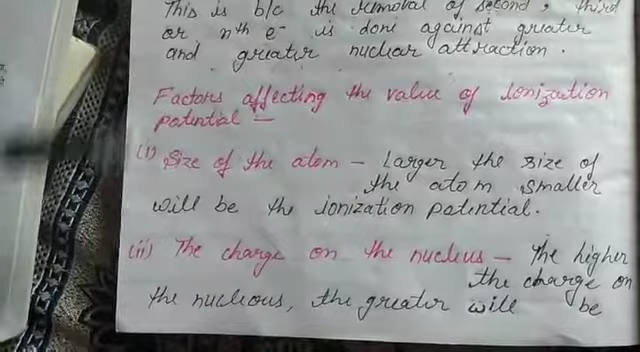 This is b/c the removal of second, third
or nth e- is done against greater
and greater nuclear attraction.
Factors affecting the value of Ionization
potential -
(i) Size of the atom - Larger the size of
the atom smaller
will be the ionization potential.
(ii) The charge on the nucleus - The higher
the charge on
the nucleous, the greater will be